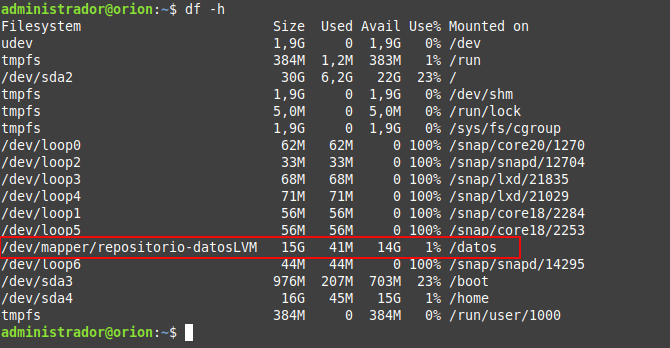 administrador@orion:~$ df -h
Filesystem                         Size  Used Avail Use% Mounted on
udev                               1,9G     0  1,9G   0% /dev
tmpfs                              384M  1,2M  383M   1% /run
/dev/sda2                           30G  6,2G   22G  23% /
tmpfs                              1,9G     0  1,9G   0% /dev/shm
tmpfs                              5,0M     0  5,0M   0% /run/lock
tmpfs                              1,9G     0  1,9G   0% /sys/fs/cgroup
/dev/loop0                          62M   62M     0 100% /snap/core20/1270
/dev/loop2                          33M   33M     0 100% /snap/snapd/12704
/dev/loop3                          68M   68M     0 100% /snap/lxd/21835
/dev/loop4                          71M   71M     0 100% /snap/lxd/21029
/dev/loop1                          56M   56M     0 100% /snap/core18/2284
/dev/loop5                          56M   56M     0 100% /snap/core18/2253
/dev/mapper/repositorio-datosLVM    15G   41M   14G   1% /datos
/dev/loop6                          44M   44M     0 100% /snap/snapd/14295
/dev/sda3                          976M  207M  703M  23% /boot
/dev/sda4                           16G   45M   15G   1% /home
tmpfs                              384M     0  384M   0% /run/user/1000
administrador@orion:~$